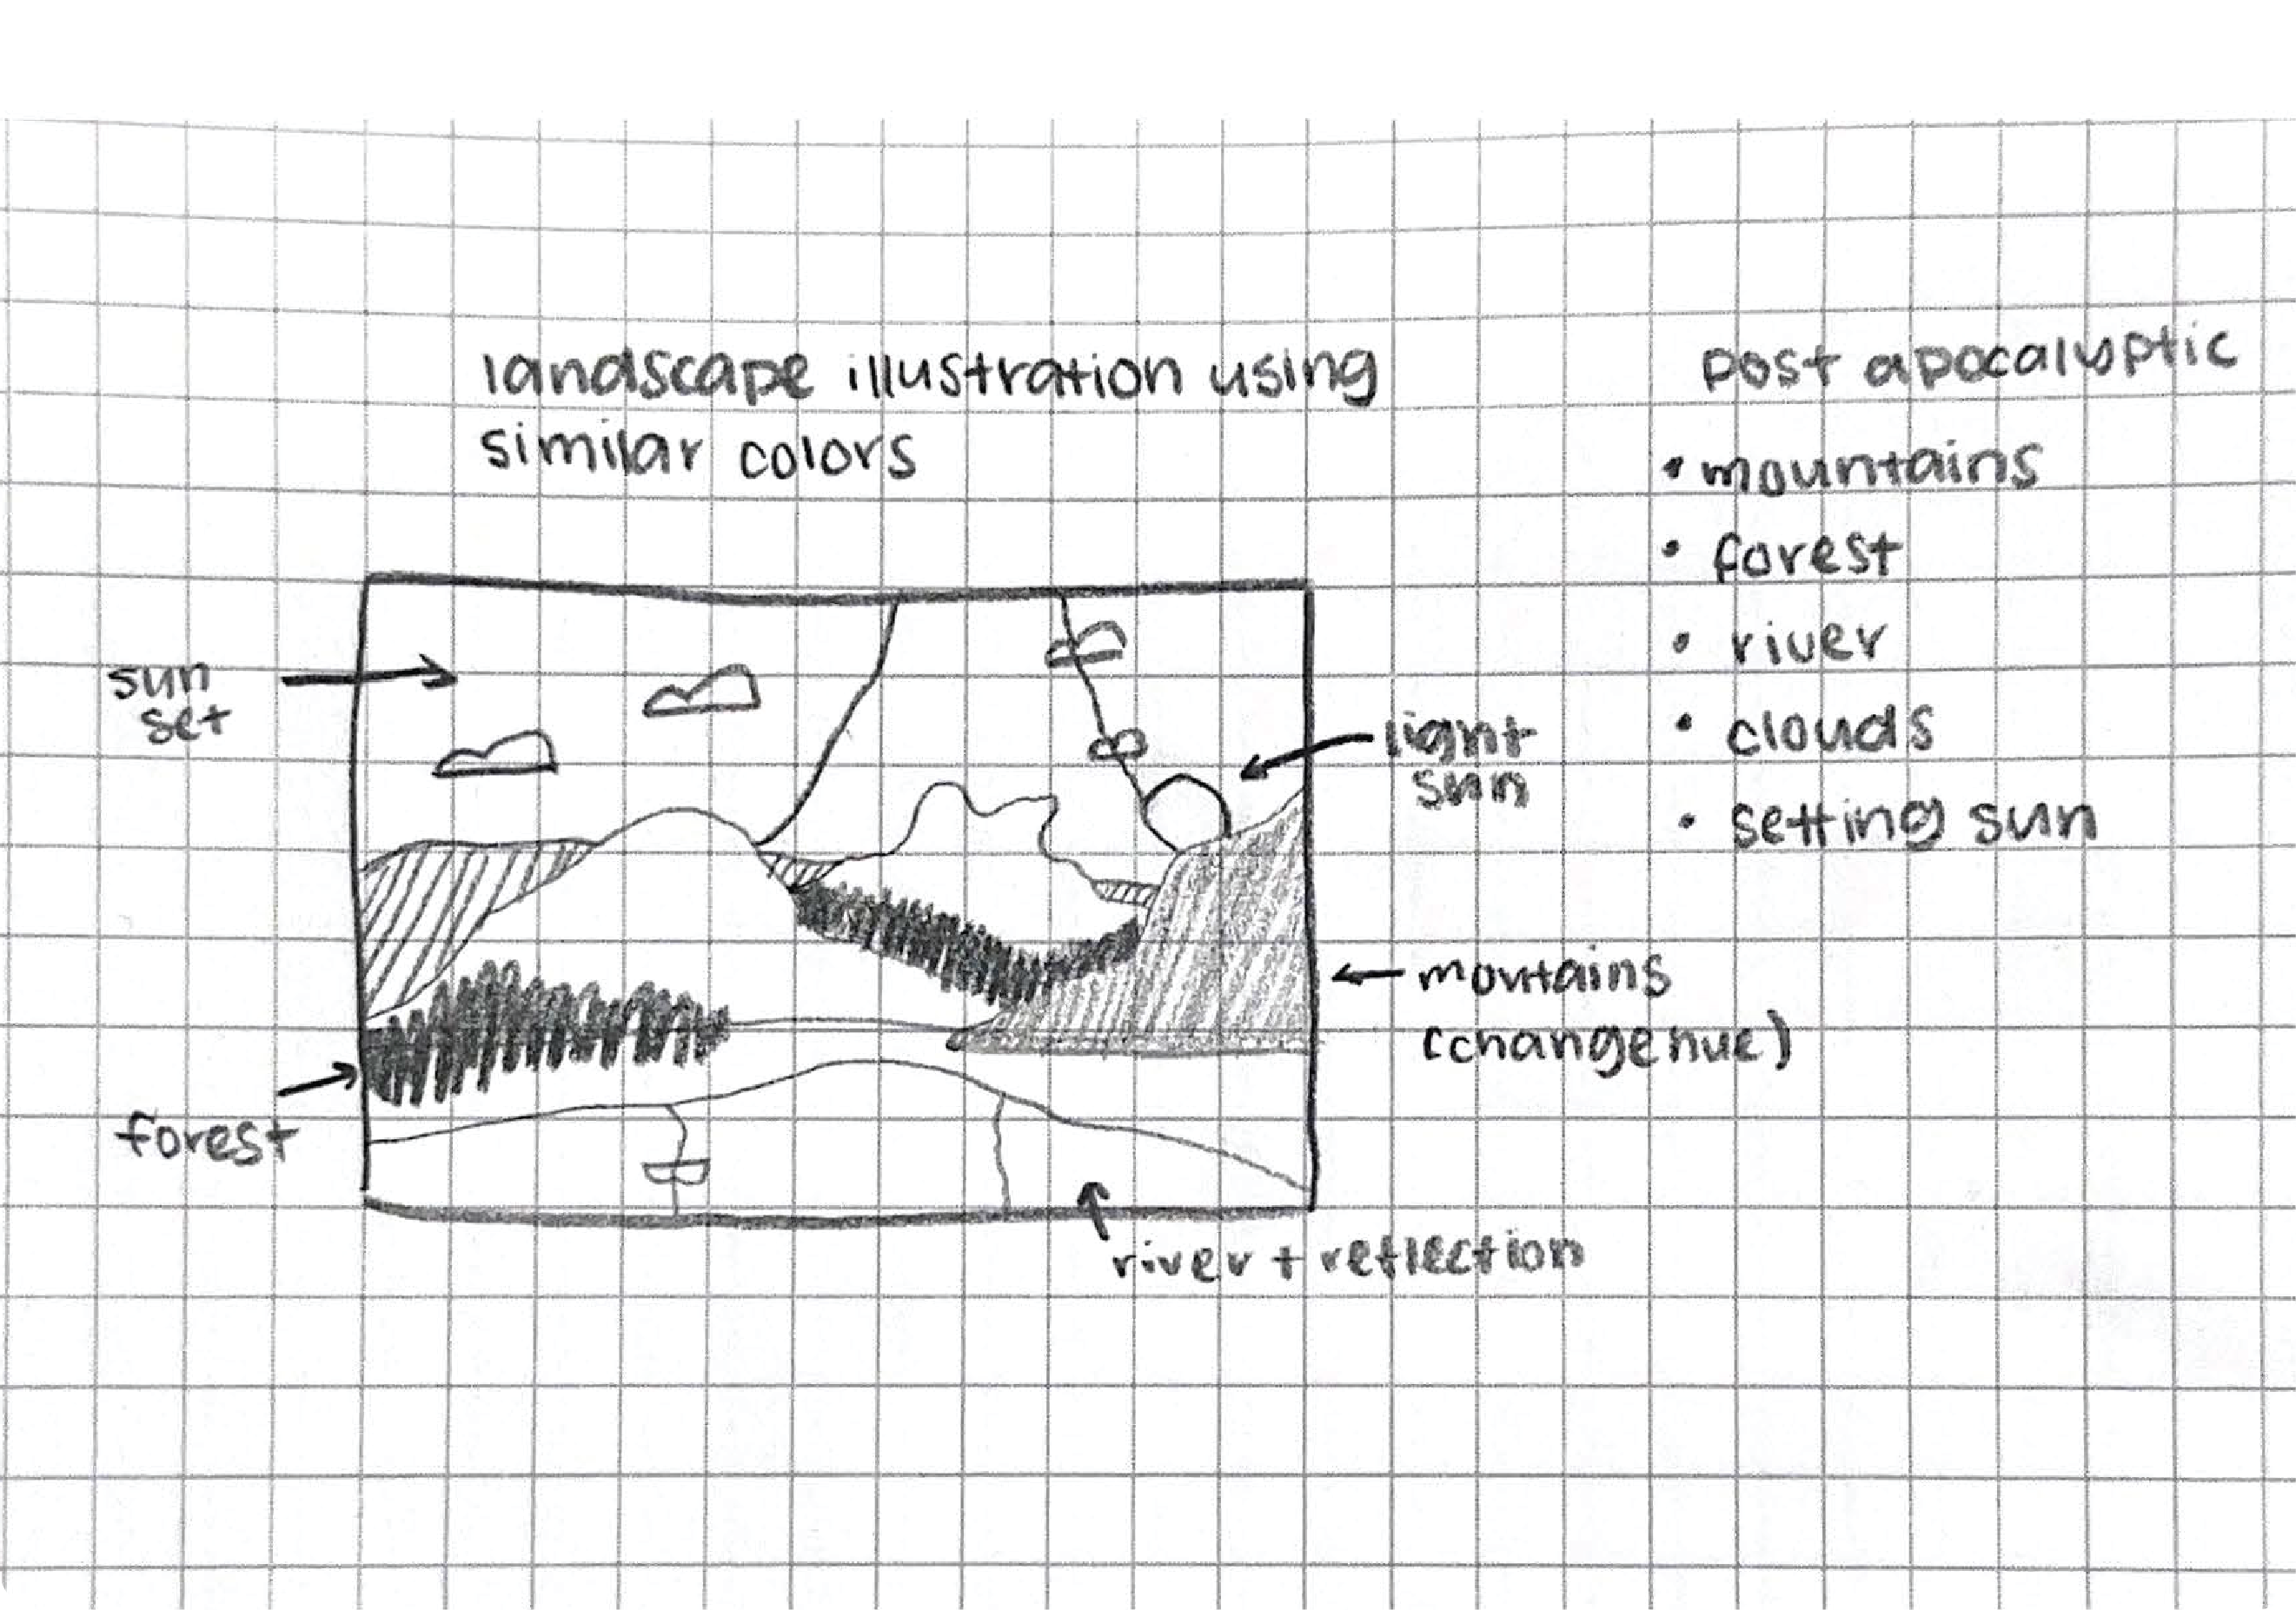 landscape illustration using
similar colors
post apocalyptic
• mountains
• forest
• river
• clouds
• setting sun
sun
set
light
sun
mountains
(change hue)
forest
river + reflection